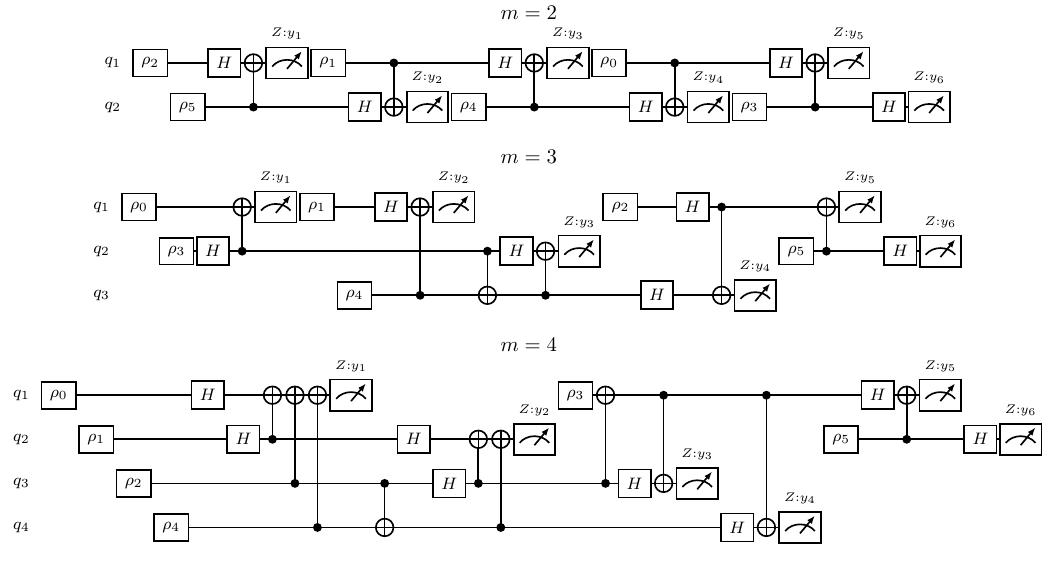 m = 2
Z:y₁ Z:y₃ Z:y₅
q₁ ρ₂ H ρ₁ H ρ₀ H
Z:y₂ Z:y₄ Z:y₆
q₂ ρ₅ H ρ₄ H ρ₃ H
m = 3
Z:y₁ Z:y₂ Z:y₅
q₁ ρ₀ ρ₁ H ρ₂ H
Z:y₃ Z:y₆
q₂ ρ₃ H H ρ₅ H
Z:y₄
q₃ ρ₄ H
m = 4
Z:y₁ Z:y₅
q₁ ρ₀ H ρ₃ H
Z:y₂ Z:y₆
q₂ ρ₁ H H ρ₅ H
Z:y₃
q₃ ρ₂ H H
Z:y₄
q₄ ρ₄ H